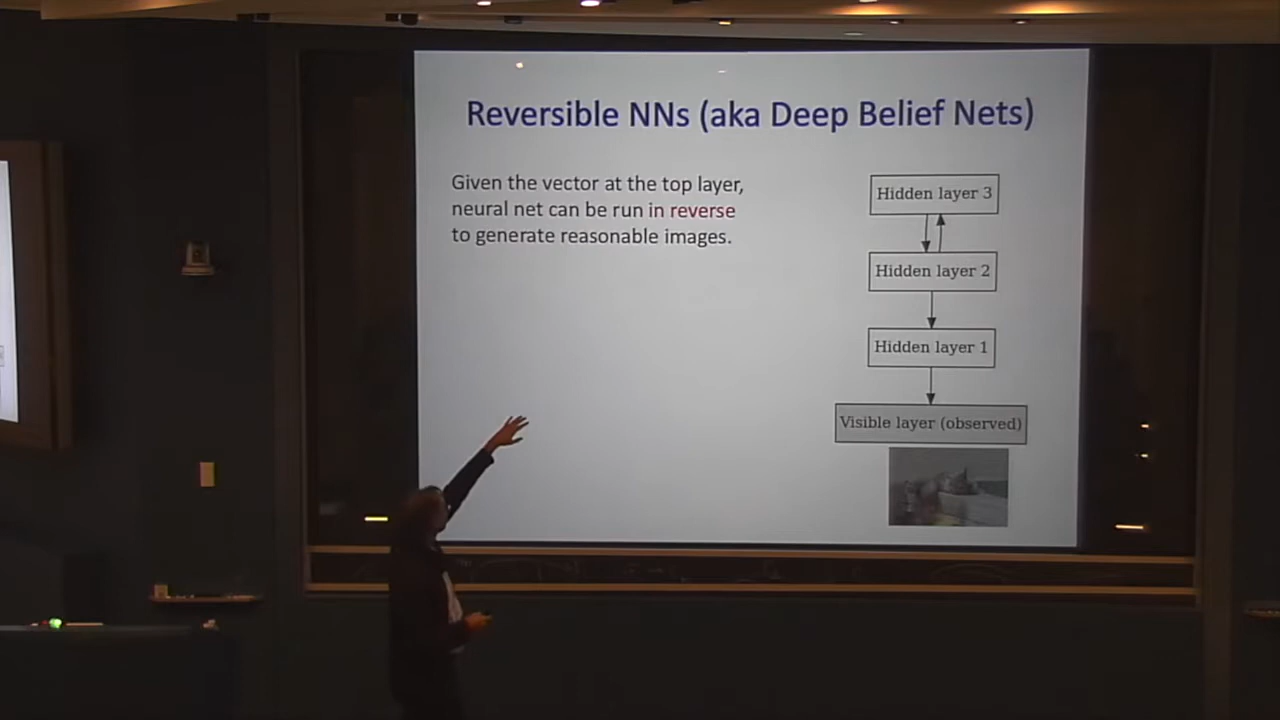 Reversible NNs (aka Deep Belief Nets)
Given the vector at the top layer,
neural net can be run in reverse
to generate reasonable images.
Hidden layer 3
Hidden layer 2
Hidden layer 1
Visible layer (observed)